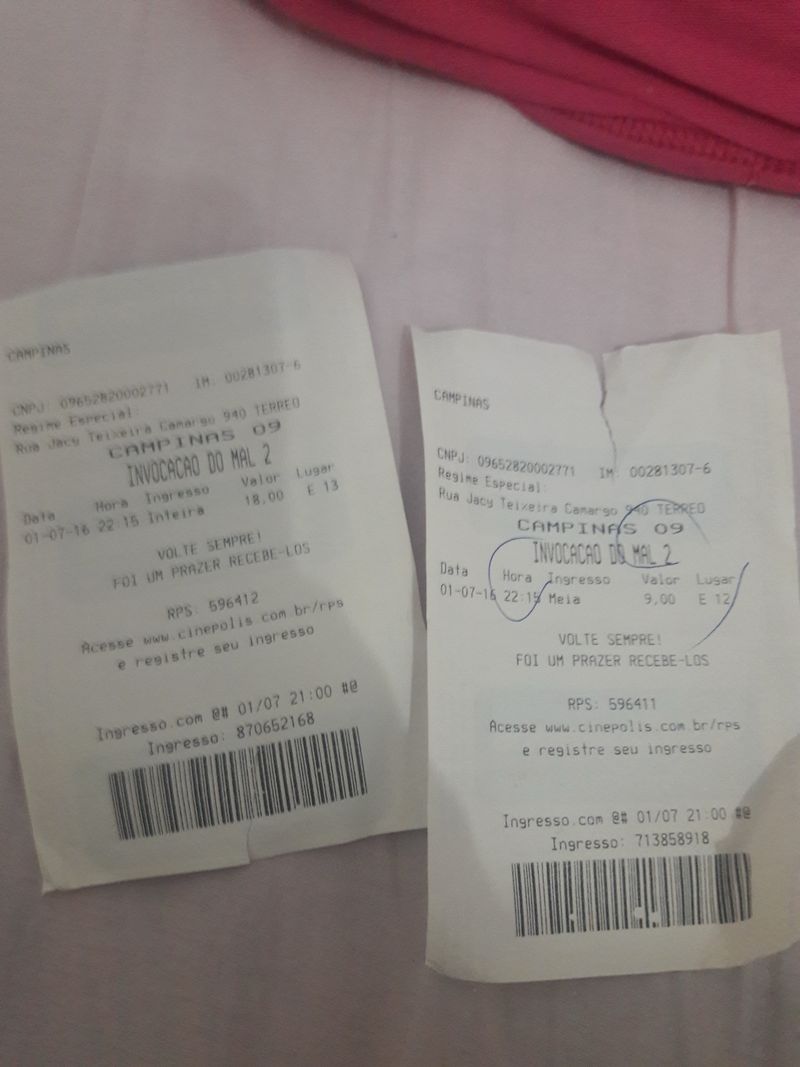 CAMPINAS
CNPJ: 09652820002771 IM: 00281307-6
Regime Especial:
Rua Jacy Teixeira Camargo 940 TERREO
CAMPINAS 09
INVOCACAO DO MAL 2
Data Hora Ingresso Valor Lugar
01-07-16 22:15 Inteira 18,00 E 13
VOLTE SEMPRE!
FOI UM PRAZER RECEBE-LOS
RPS: 596412
Acesse www.cinepolis.com.br/rps
e registre seu ingresso
Ingresso.com @# 01/07 21:00 #@
Ingresso: 870652168
CAMPINAS
CNPJ: 09652820002771 IM: 00281307-6
Regime Especial:
Rua Jacy Teixeira Camargo 940 TERREO
CAMPINAS 09
INVOCACAO DO MAL 2
Data Hora Ingresso Valor Lugar
01-07-16 22:15 Meia 9,00 E 12
VOLTE SEMPRE!
FOI UM PRAZER RECEBE-LOS
RPS: 596411
Acesse www.cinepolis.com.br/rps
e registre seu ingresso
Ingresso.com @# 01/07 21:00 #@
Ingresso: 713858918